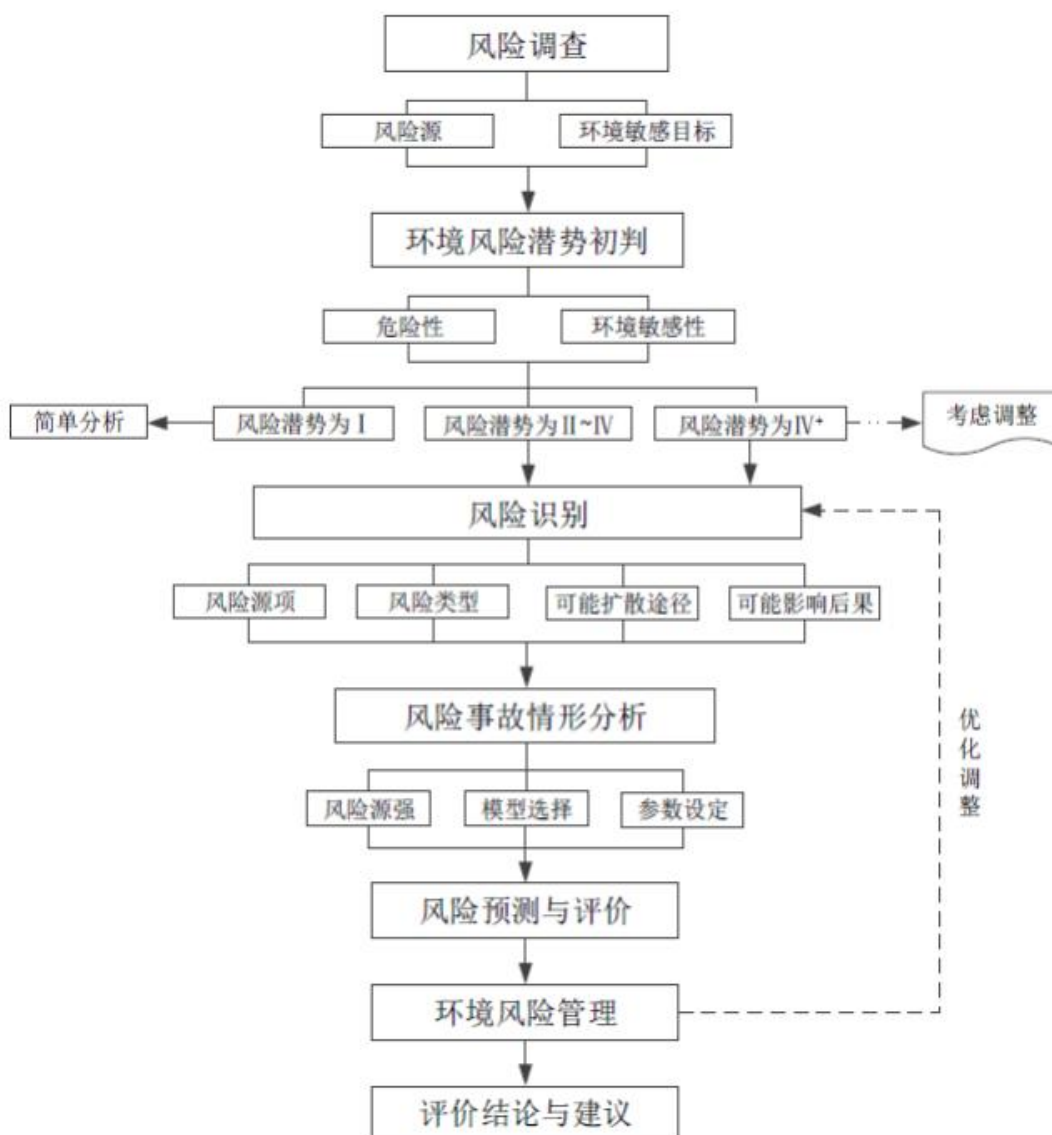 风险调查
风险源
环境敏感目标
环境风险潜势初判
危险性
环境敏感性
简单分析
风险潜势为Ⅰ
风险潜势为Ⅱ~Ⅳ
风险潜势为Ⅳ⁺
考虑调整
风险识别
风险源项
风险类型
可能扩散途径
可能影响后果
风险事故情形分析
优化调整
风险源强
模型选择
参数设定
风险预测与评价
环境风险管理
评价结论与建议